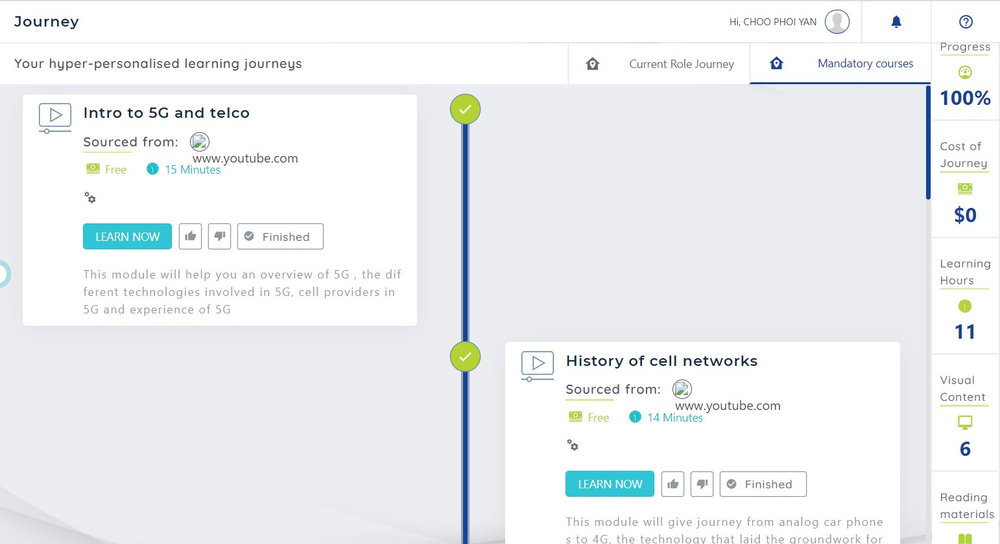 Journey
Hi, CHOO PHOI YAN
Your hyper-personalised learning journeys
Current Role Journey
Mandatory courses
Intro to 5G and telco
Sourced from:
www.youtube.com
Free
15 Minutes
LEARN NOW
Finished
This module will help you an overview of 5G , the dif
ferent technologies involved in 5G, cell providers in
5G and experience of 5G
History of cell networks
Sourced from:
www.youtube.com
Free
14 Minutes
LEARN NOW
Finished
This module will give journey from analog car phone
s to 4G, the technology that laid the groundwork for
Progress
100%
Cost of
Journey
$0
Learning
Hours
11
Visual
Content
6
Reading
materials